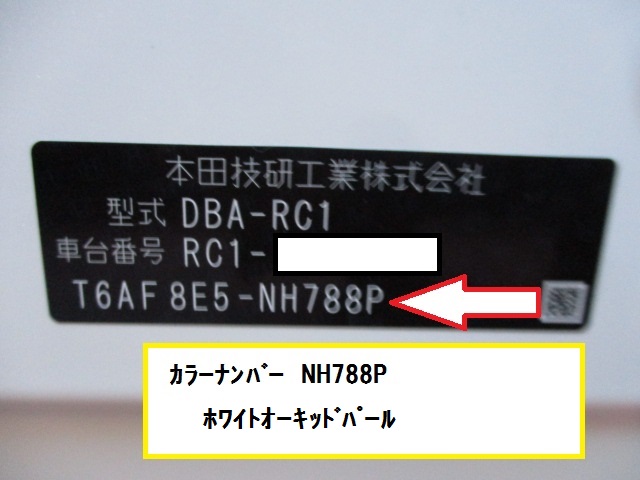 本田技研工業株式会社
型式 DBA-RC1
車台番号 RC1-
T6AF8E5-NH788P
ｶﾗｰﾅﾝﾊﾞｰ NH788P
ﾎﾜｲﾄｵｰｷｯﾄﾞﾊﾟｰﾙ